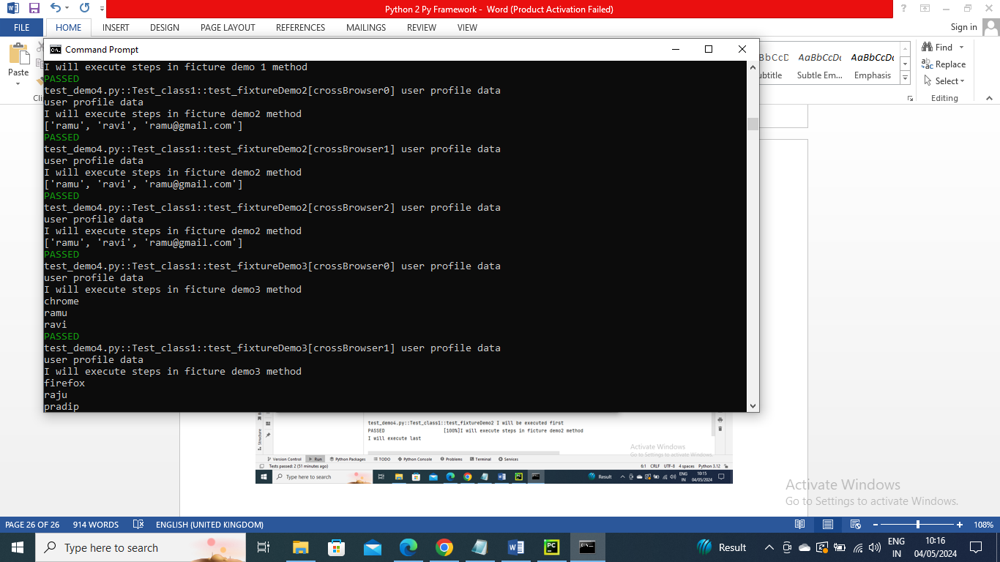 Python 2 Py Framework - Word (Product Activation Failed)
FILE HOME INSERT DESIGN PAGE LAYOUT REFERENCES MAILINGS REVIEW VIEW Sign in
Paste
Command Prompt
I will execute steps in ficture demo 1 method
PASSED
test_demo4.py::Test_class1::test_fixtureDemo2[crossBrowser0] user profile data
user profile data
I will execute steps in ficture demo2 method
['ramu', 'ravi', 'ramu@gmail.com']
PASSED
test_demo4.py::Test_class1::test_fixtureDemo2[crossBrowser1] user profile data
user profile data
I will execute steps in ficture demo2 method
['ramu', 'ravi', 'ramu@gmail.com']
PASSED
test_demo4.py::Test_class1::test_fixtureDemo2[crossBrowser2] user profile data
user profile data
I will execute steps in ficture demo2 method
['ramu', 'ravi', 'ramu@gmail.com']
PASSED
test_demo4.py::Test_class1::test_fixtureDemo3[crossBrowser0] user profile data
user profile data
I will execute steps in ficture demo3 method
chrome
ramu
ravi
PASSED
test_demo4.py::Test_class1::test_fixtureDemo3[crossBrowser1] user profile data
user profile data
I will execute steps in ficture demo3 method
firefox
raju
pradip
bCcD AaBbCcDc AaBbCcDc
ubtitle Subtle Em... Emphasis
Find
Replace
Select
Editing
test_demo4.py::Test_class1::test_fixtureDemo2 I will be executed first
PASSED [100%]I will execute steps in ficture demo2 method
I will execute last
Structure
Activate Windows
Go to Settings to activate Windows.
Version Control Run Python Packages TODO Python Console Problems Terminal Services
Tests passed: 2 (51 minutes ago) 6:1 CRLF UTF-8 4 spaces Python 3.12
Type here to search Result ENG IN 10:15 04/05/2024
Activate Windows
Go to Settings to activate Windows.
PAGE 26 OF 26 914 WORDS ENGLISH (UNITED KINGDOM) 108%
Type here to search Result ENG IN 10:16 04/05/2024